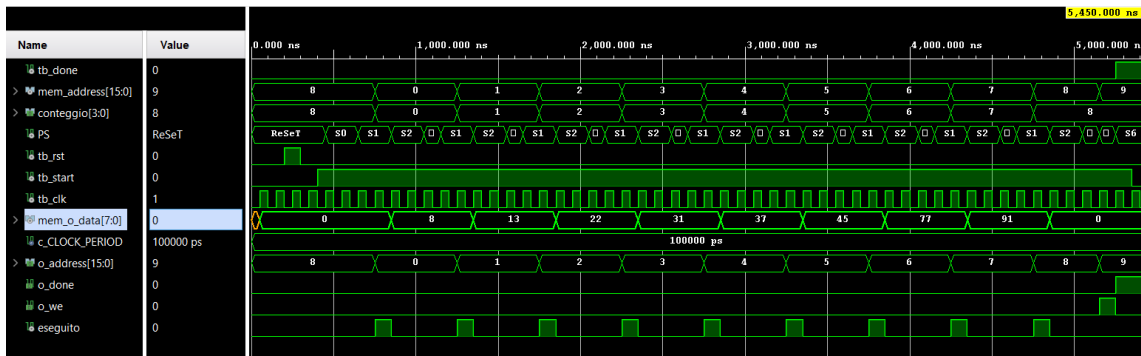 5,450.000 ns
Name Value 0.000 ns 1,000.000 ns 2,000.000 ns 3,000.000 ns 4,000.000 ns 5,000.000 n
tb_done 0
mem_address[15:0] 9 8 0 1 2 3 4 5 6 7 8 9
conteggio[3:0] 8 8 0 1 2 3 4 5 6 7 8
PS ReSeT ReSeT S0 S1 S2 S1 S2 S1 S2 S1 S2 S1 S2 S1 S2 S1 S2 S1 S2 S1 S2 S6
tb_rst 0
tb_start 0
tb_clk 1
mem_o_data[7:0] 0 0 8 13 22 31 37 45 77 91 0
c_CLOCK_PERIOD 100000 ps 100000 ps
o_address[15:0] 9 8 0 1 2 3 4 5 6 7 8 9
o_done 0
o_we 0
eseguito 0